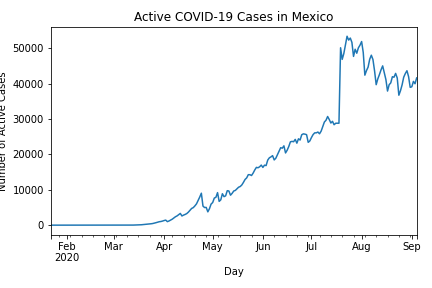 Active COVID-19 Cases in Mexico
50000
40000
30000
20000
10000
0
Number of Active Cases
Feb Mar Apr May Jun Jul Aug Sep
2020
Day